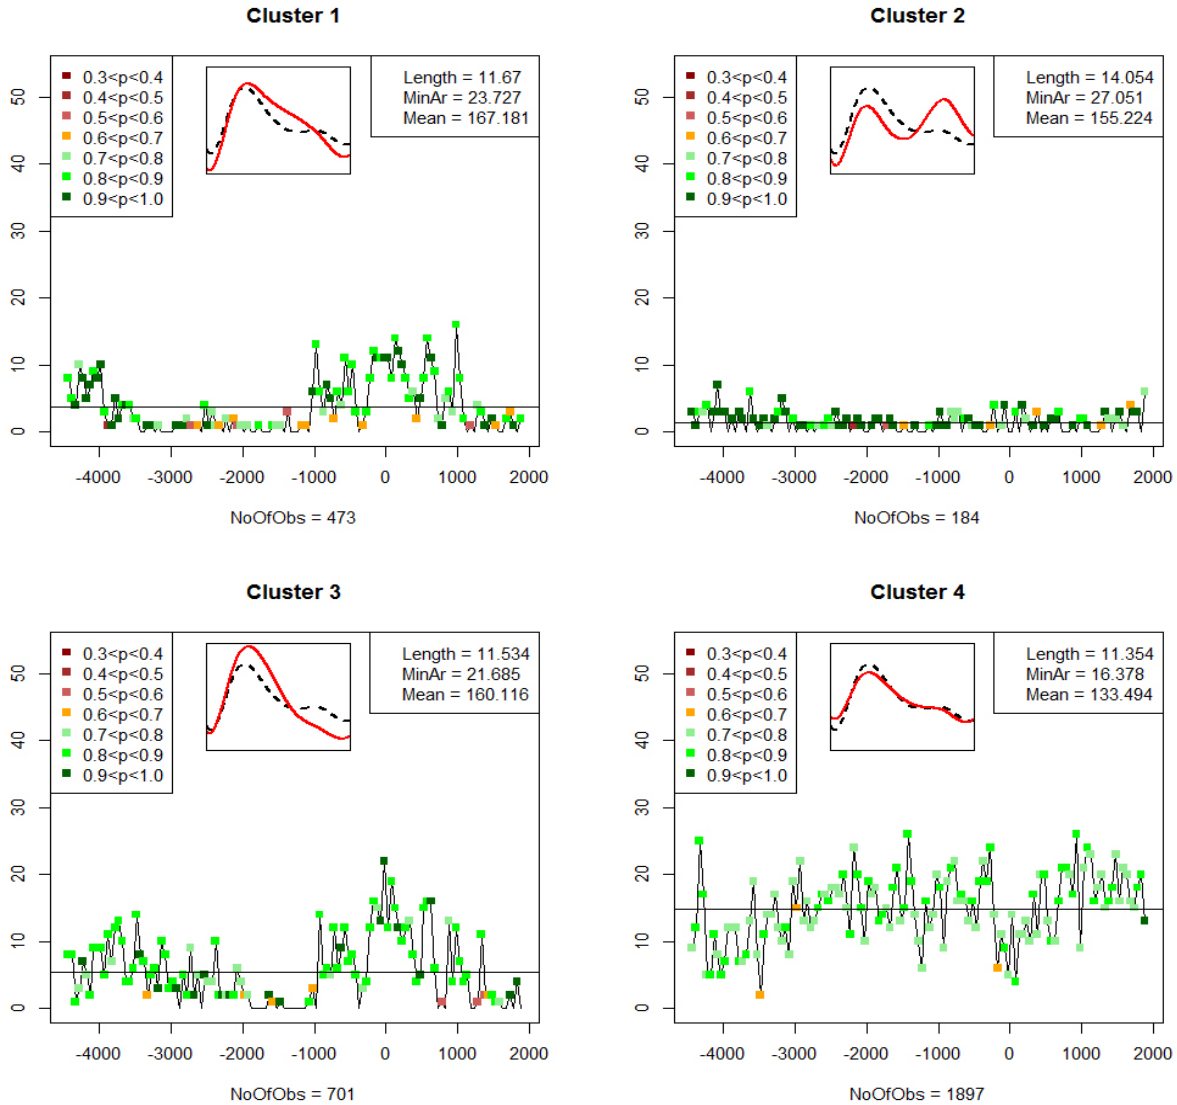 Cluster 1
0.3<p<0.4
0.4<p<0.5
0.5<p<0.6
0.6<p<0.7
0.7<p<0.8
0.8<p<0.9
0.9<p<1.0
Length = 11.67
MinAr = 23.727
Mean = 167.181
50
40
30
20
10
0
-4000 -3000 -2000 -1000 0 1000 2000
NoOfObs = 473
Cluster 2
0.3<p<0.4
0.4<p<0.5
0.5<p<0.6
0.6<p<0.7
0.7<p<0.8
0.8<p<0.9
0.9<p<1.0
Length = 14.054
MinAr = 27.051
Mean = 155.224
50
40
30
20
10
0
-4000 -3000 -2000 -1000 0 1000 2000
NoOfObs = 184
Cluster 3
0.3<p<0.4
0.4<p<0.5
0.5<p<0.6
0.6<p<0.7
0.7<p<0.8
0.8<p<0.9
0.9<p<1.0
Length = 11.534
MinAr = 21.685
Mean = 160.116
50
40
30
20
10
0
-4000 -3000 -2000 -1000 0 1000 2000
NoOfObs = 701
Cluster 4
0.3<p<0.4
0.4<p<0.5
0.5<p<0.6
0.6<p<0.7
0.7<p<0.8
0.8<p<0.9
0.9<p<1.0
Length = 11.354
MinAr = 16.378
Mean = 133.494
50
40
30
20
10
0
-4000 -3000 -2000 -1000 0 1000 2000
NoOfObs = 1897